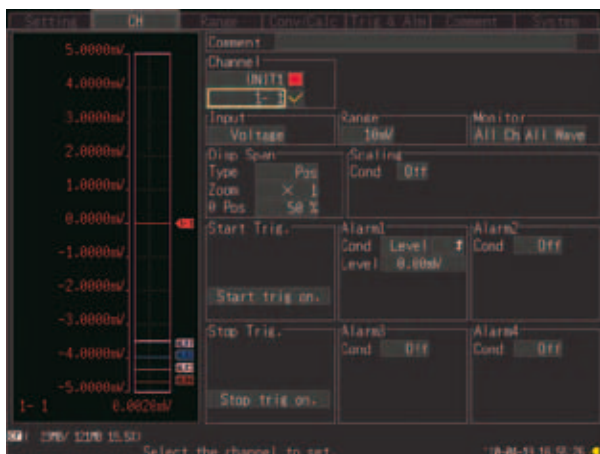 Setting CH Range Conv/Calc Trig & Alm Comment System
Comment
Channel
UNIT1
1- 1
Input Range Monitor
Voltage 10mV All Ch All Wave
Disp Span Scaling
Type Pos Cond Off
Zoom × 1
0 Pos 50 %
Start Trig. Alarm1 Alarm2
Cond Level Cond Off
Level 0.00mV
Start trig on.
Stop Trig. Alarm3 Alarm4
Cond Off Cond Off
Stop trig on.
5.0000mV
4.0000mV
3.0000mV
2.0000mV
1.0000mV
0.0000mV
-1.0000mV
-2.0000mV
-3.0000mV
-4.0000mV
-5.0000mV
1- 1 0.0020mV
Select the channel to set.